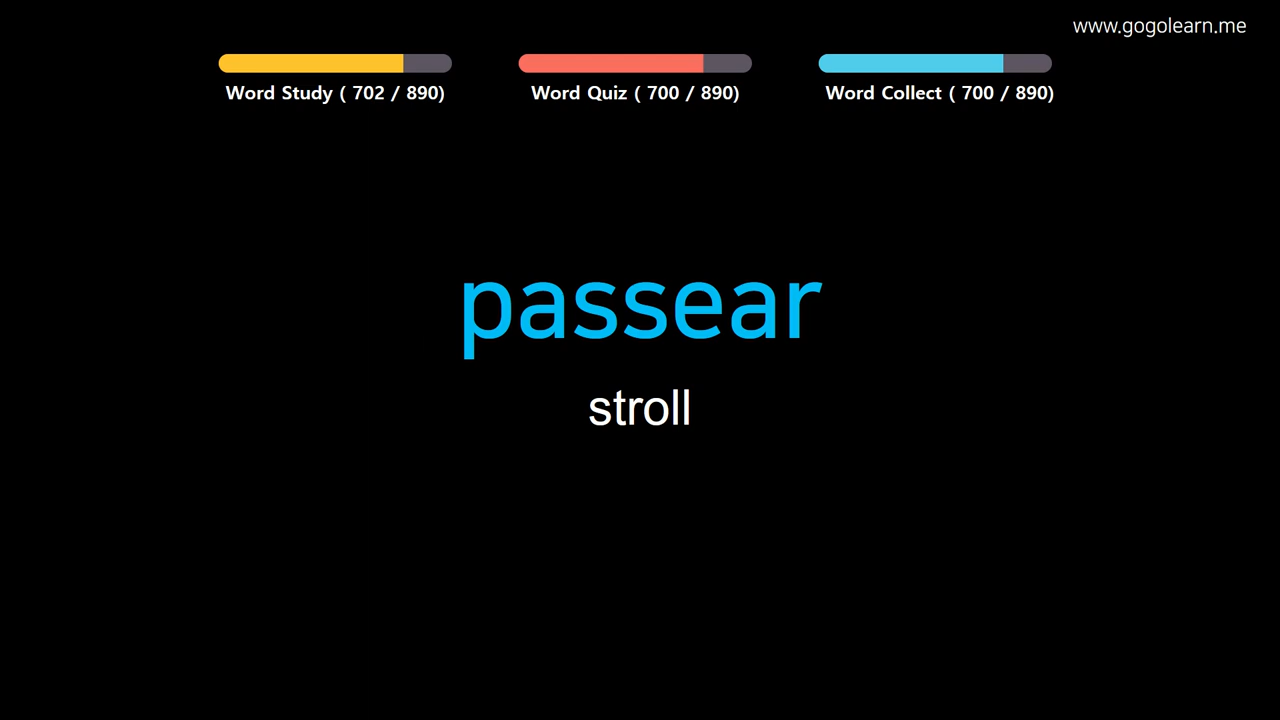 www.gogolearn.me
Word Study ( 702 / 890)
Word Quiz ( 700 / 890)
Word Collect ( 700 / 890)
passear
stroll